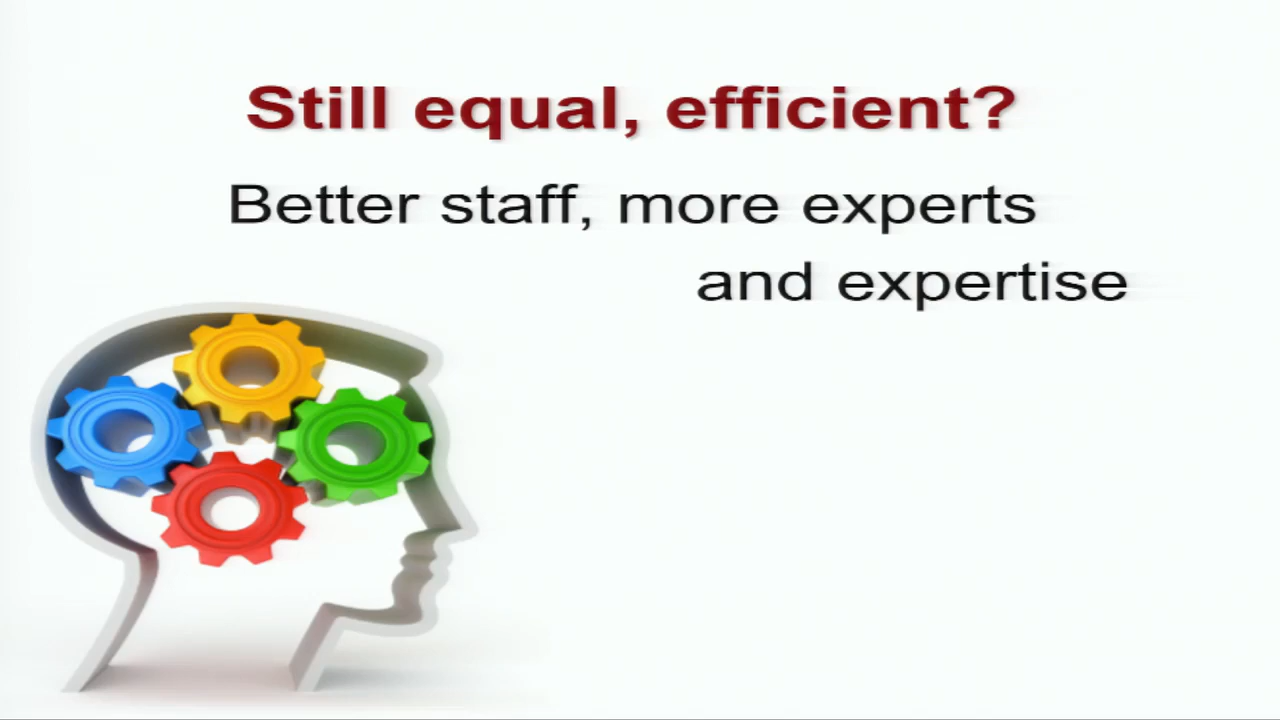 Still equal, efficient?
Better staff, more experts
and expertise